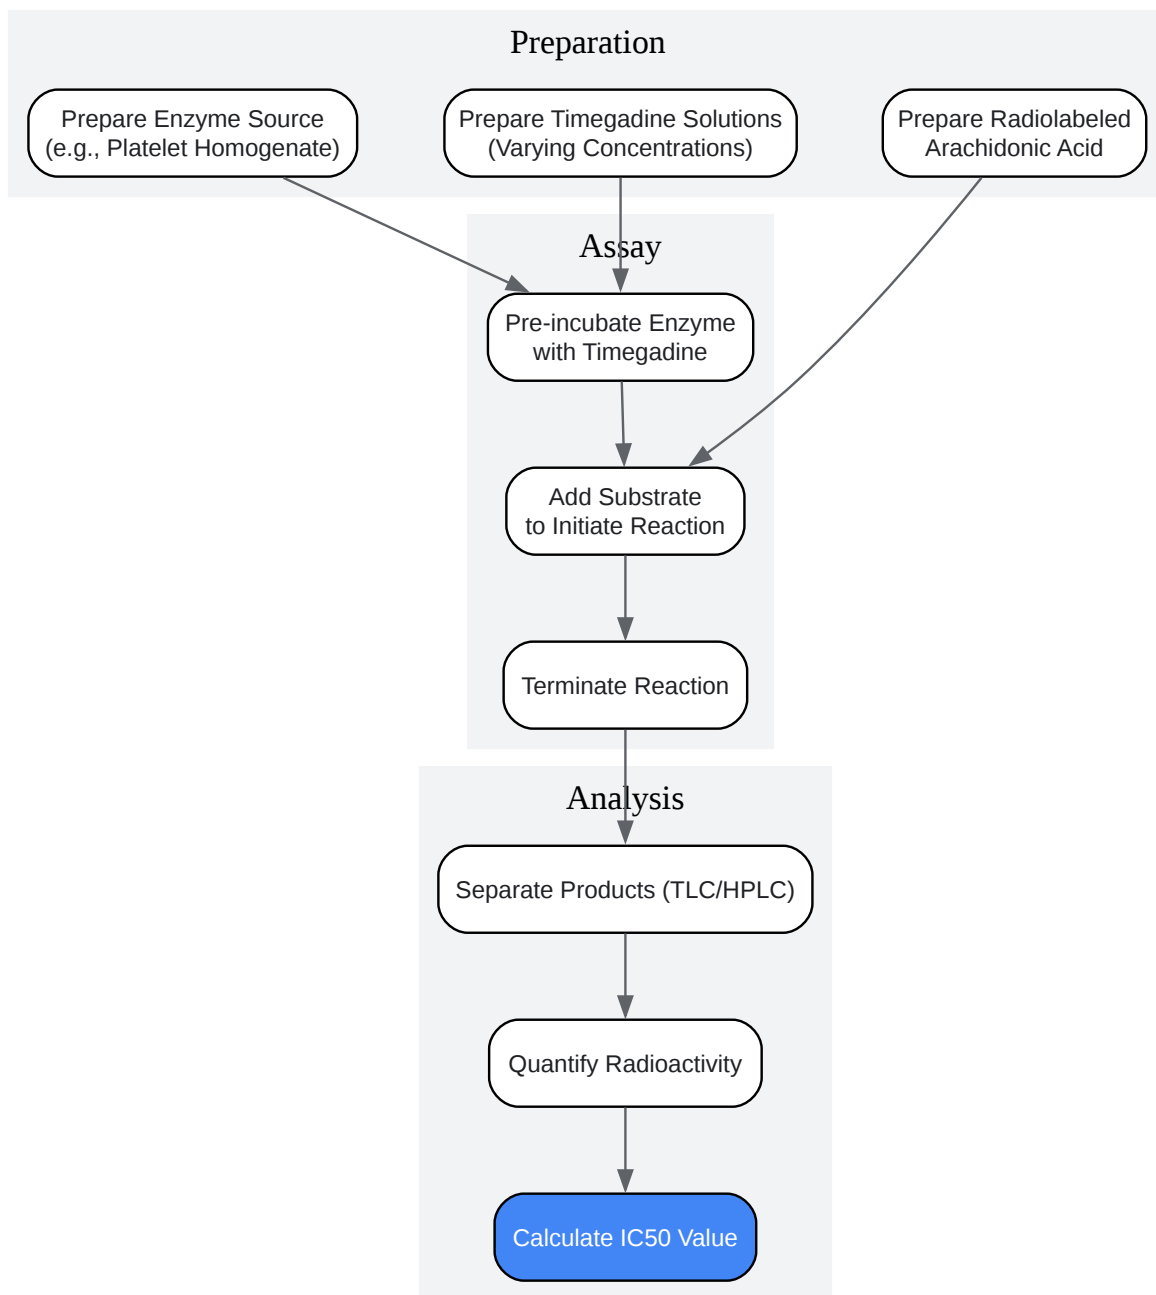 Preparation
Prepare Enzyme Source
(e.g., Platelet Homogenate)
Prepare Timegadine Solutions
(Varying Concentrations)
Prepare Radiolabeled
Arachidonic Acid
Assay
Pre-incubate Enzyme
with Timegadine
Add Substrate
to Initiate Reaction
Terminate Reaction
Analysis
Separate Products (TLC/HPLC)
Quantify Radioactivity
Calculate IC50 Value